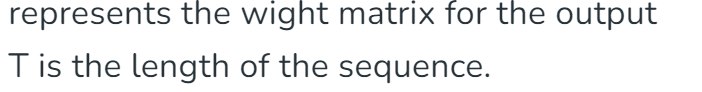 represents the wight matrix for the output
T is the length of the sequence.